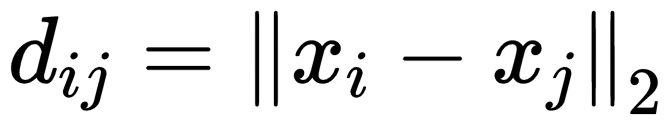 d_{ij} = \|x_i - x_j\|_2